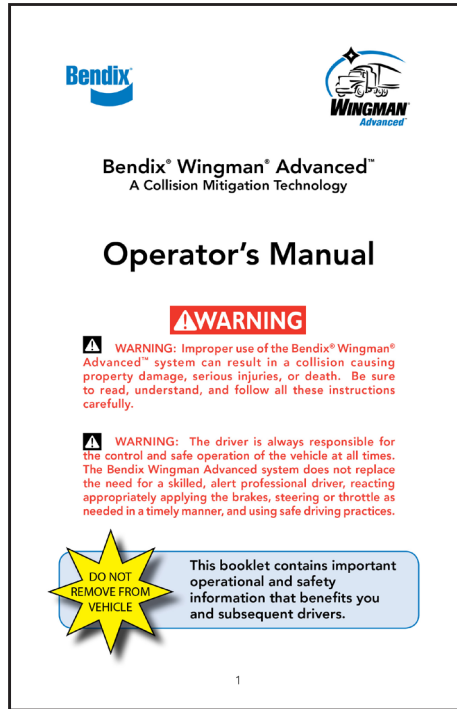 Bendix®
WINGMAN®
Advanced™
Bendix® Wingman® Advanced™
A Collision Mitigation Technology
Operator's Manual
WARNING
WARNING: Improper use of the Bendix® Wingman®
Advanced™ system can result in a collision causing
property damage, serious injuries, or death. Be sure
to read, understand, and follow all these instructions
carefully.
WARNING: The driver is always responsible for
the control and safe operation of the vehicle at all times.
The Bendix Wingman Advanced system does not replace
the need for a skilled, alert professional driver, reacting
appropriately applying the brakes, steering or throttle as
needed in a timely manner, and using safe driving practices.
DO NOT
REMOVE FROM
VEHICLE
This booklet contains important
operational and safety
information that benefits you
and subsequent drivers.
1